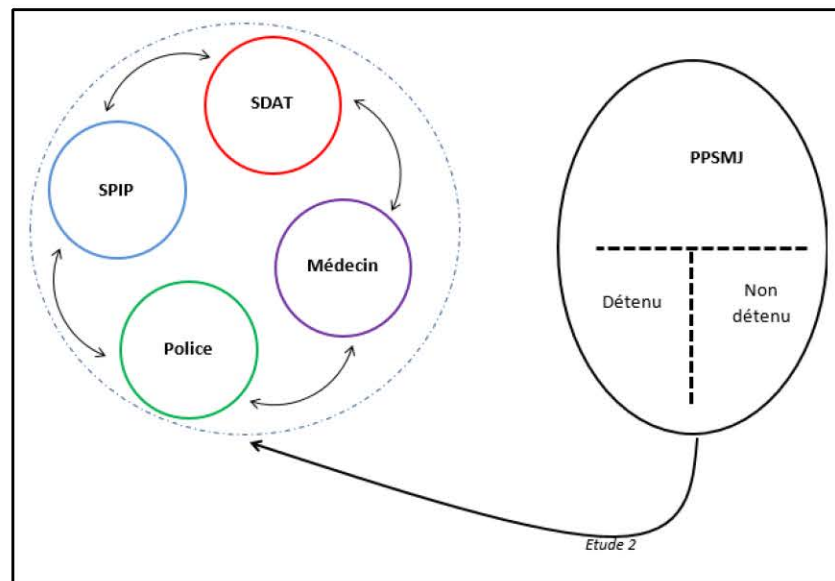 SDAT
SPIP
Médecin
Police
PPSMJ
Détenu
Non
détenu
Etude 2